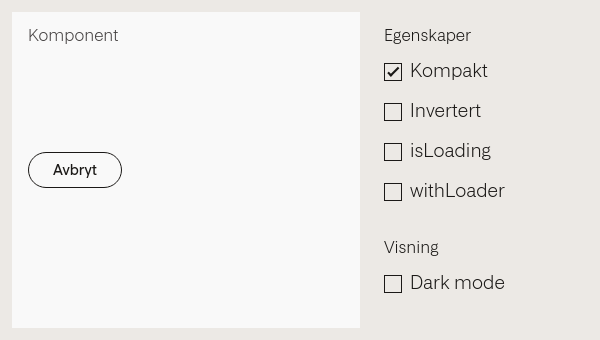 Komponent
Avbryt
Egenskaper
Kompakt
Invertert
isLoading
withLoader
Visning
Dark mode